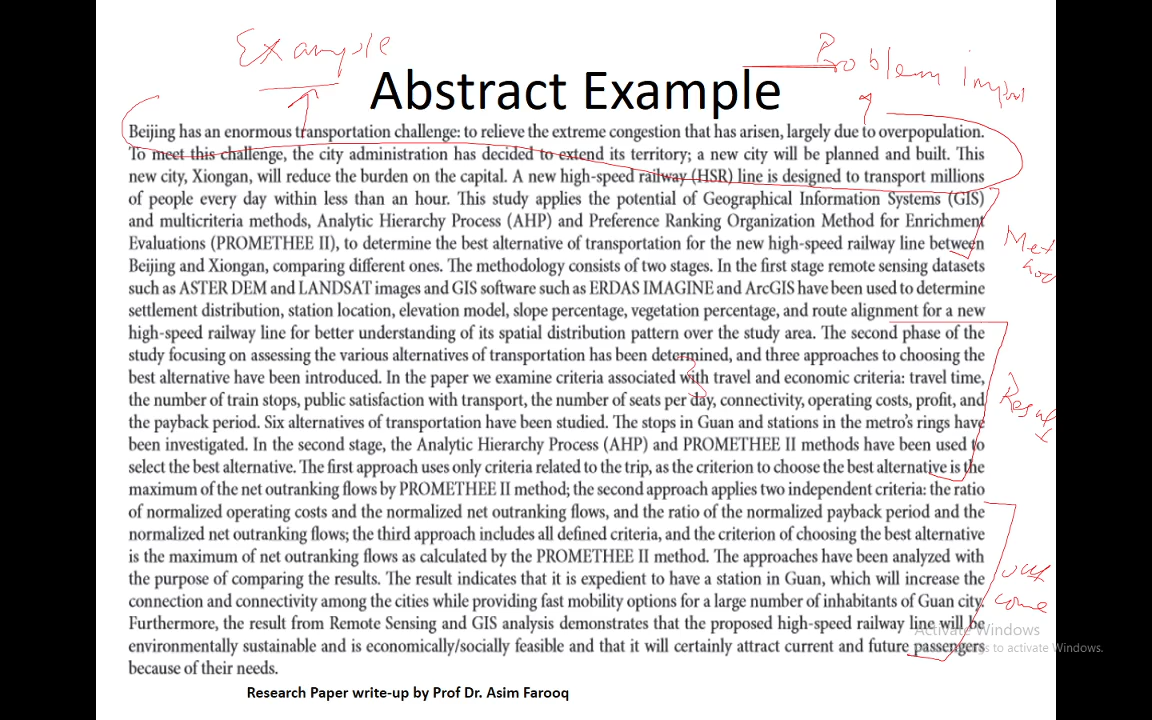 Example
Problem
Abstract Example
Beijing has an enormous transportation challenge: to relieve the extreme congestion that has arisen, largely due to overpopulation.
To meet this challenge, the city administration has decided to extend its territory; a new city will be planned and built. This
new city, Xiongan, will reduce the burden on the capital. A new high-speed railway (HSR) line is designed to transport millions
of people every day within less than an hour. This study applies the potential of Geographical Information Systems (GIS)
and multicriteria methods, Analytic Hierarchy Process (AHP) and Preference Ranking Organization Method for Enrichment
Evaluations (PROMETHEE II), to determine the best alternative of transportation for the new high-speed railway line between
Beijing and Xiongan, comparing different ones. The methodology consists of two stages. In the first stage remote sensing datasets
such as ASTER DEM and LANDSAT images and GIS software such as ERDAS IMAGINE and ArcGIS have been used to determine
settlement distribution, station location, elevation model, slope percentage, vegetation percentage, and route alignment for a new
high-speed railway line for better understanding of its spatial distribution pattern over the study area. The second phase of the
study focusing on assessing the various alternatives of transportation has been determined, and three approaches to choosing the
best alternative have been introduced. In the paper we examine criteria associated with travel and economic criteria: travel time,
the number of train stops, public satisfaction with transport, the number of seats per day, connectivity, operating costs, profit, and
the payback period. Six alternatives of transportation have been studied. The stops in Guan and stations in the metro's rings have
been investigated. In the second stage, the Analytic Hierarchy Process (AHP) and PROMETHEE II methods have been used to
select the best alternative. The first approach uses only criteria related to the trip, as the criterion to choose the best alternative is the
maximum of the net outranking flows by PROMETHEE II method; the second approach applies two independent criteria: the ratio
of normalized operating costs and the normalized net outranking flows, and the ratio of the normalized payback period and the
normalized net outranking flows; the third approach includes all defined criteria, and the criterion of choosing the best alternative
is the maximum of net outranking flows as calculated by the PROMETHEE II method. The approaches have been analyzed with
the purpose of comparing the results. The result indicates that it is expedient to have a station in Guan, which will increase the
connection and connectivity among the cities while providing fast mobility options for a large number of inhabitants of Guan city.
Furthermore, the result from Remote Sensing and GIS analysis demonstrates that the proposed high-speed railway line will be
environmentally sustainable and is economically/socially feasible and that it will certainly attract current and future passengers
because of their needs.
Met
Result
out
come
Activate Windows
to activate Windows.
Research Paper write-up by Prof Dr. Asim Farooq